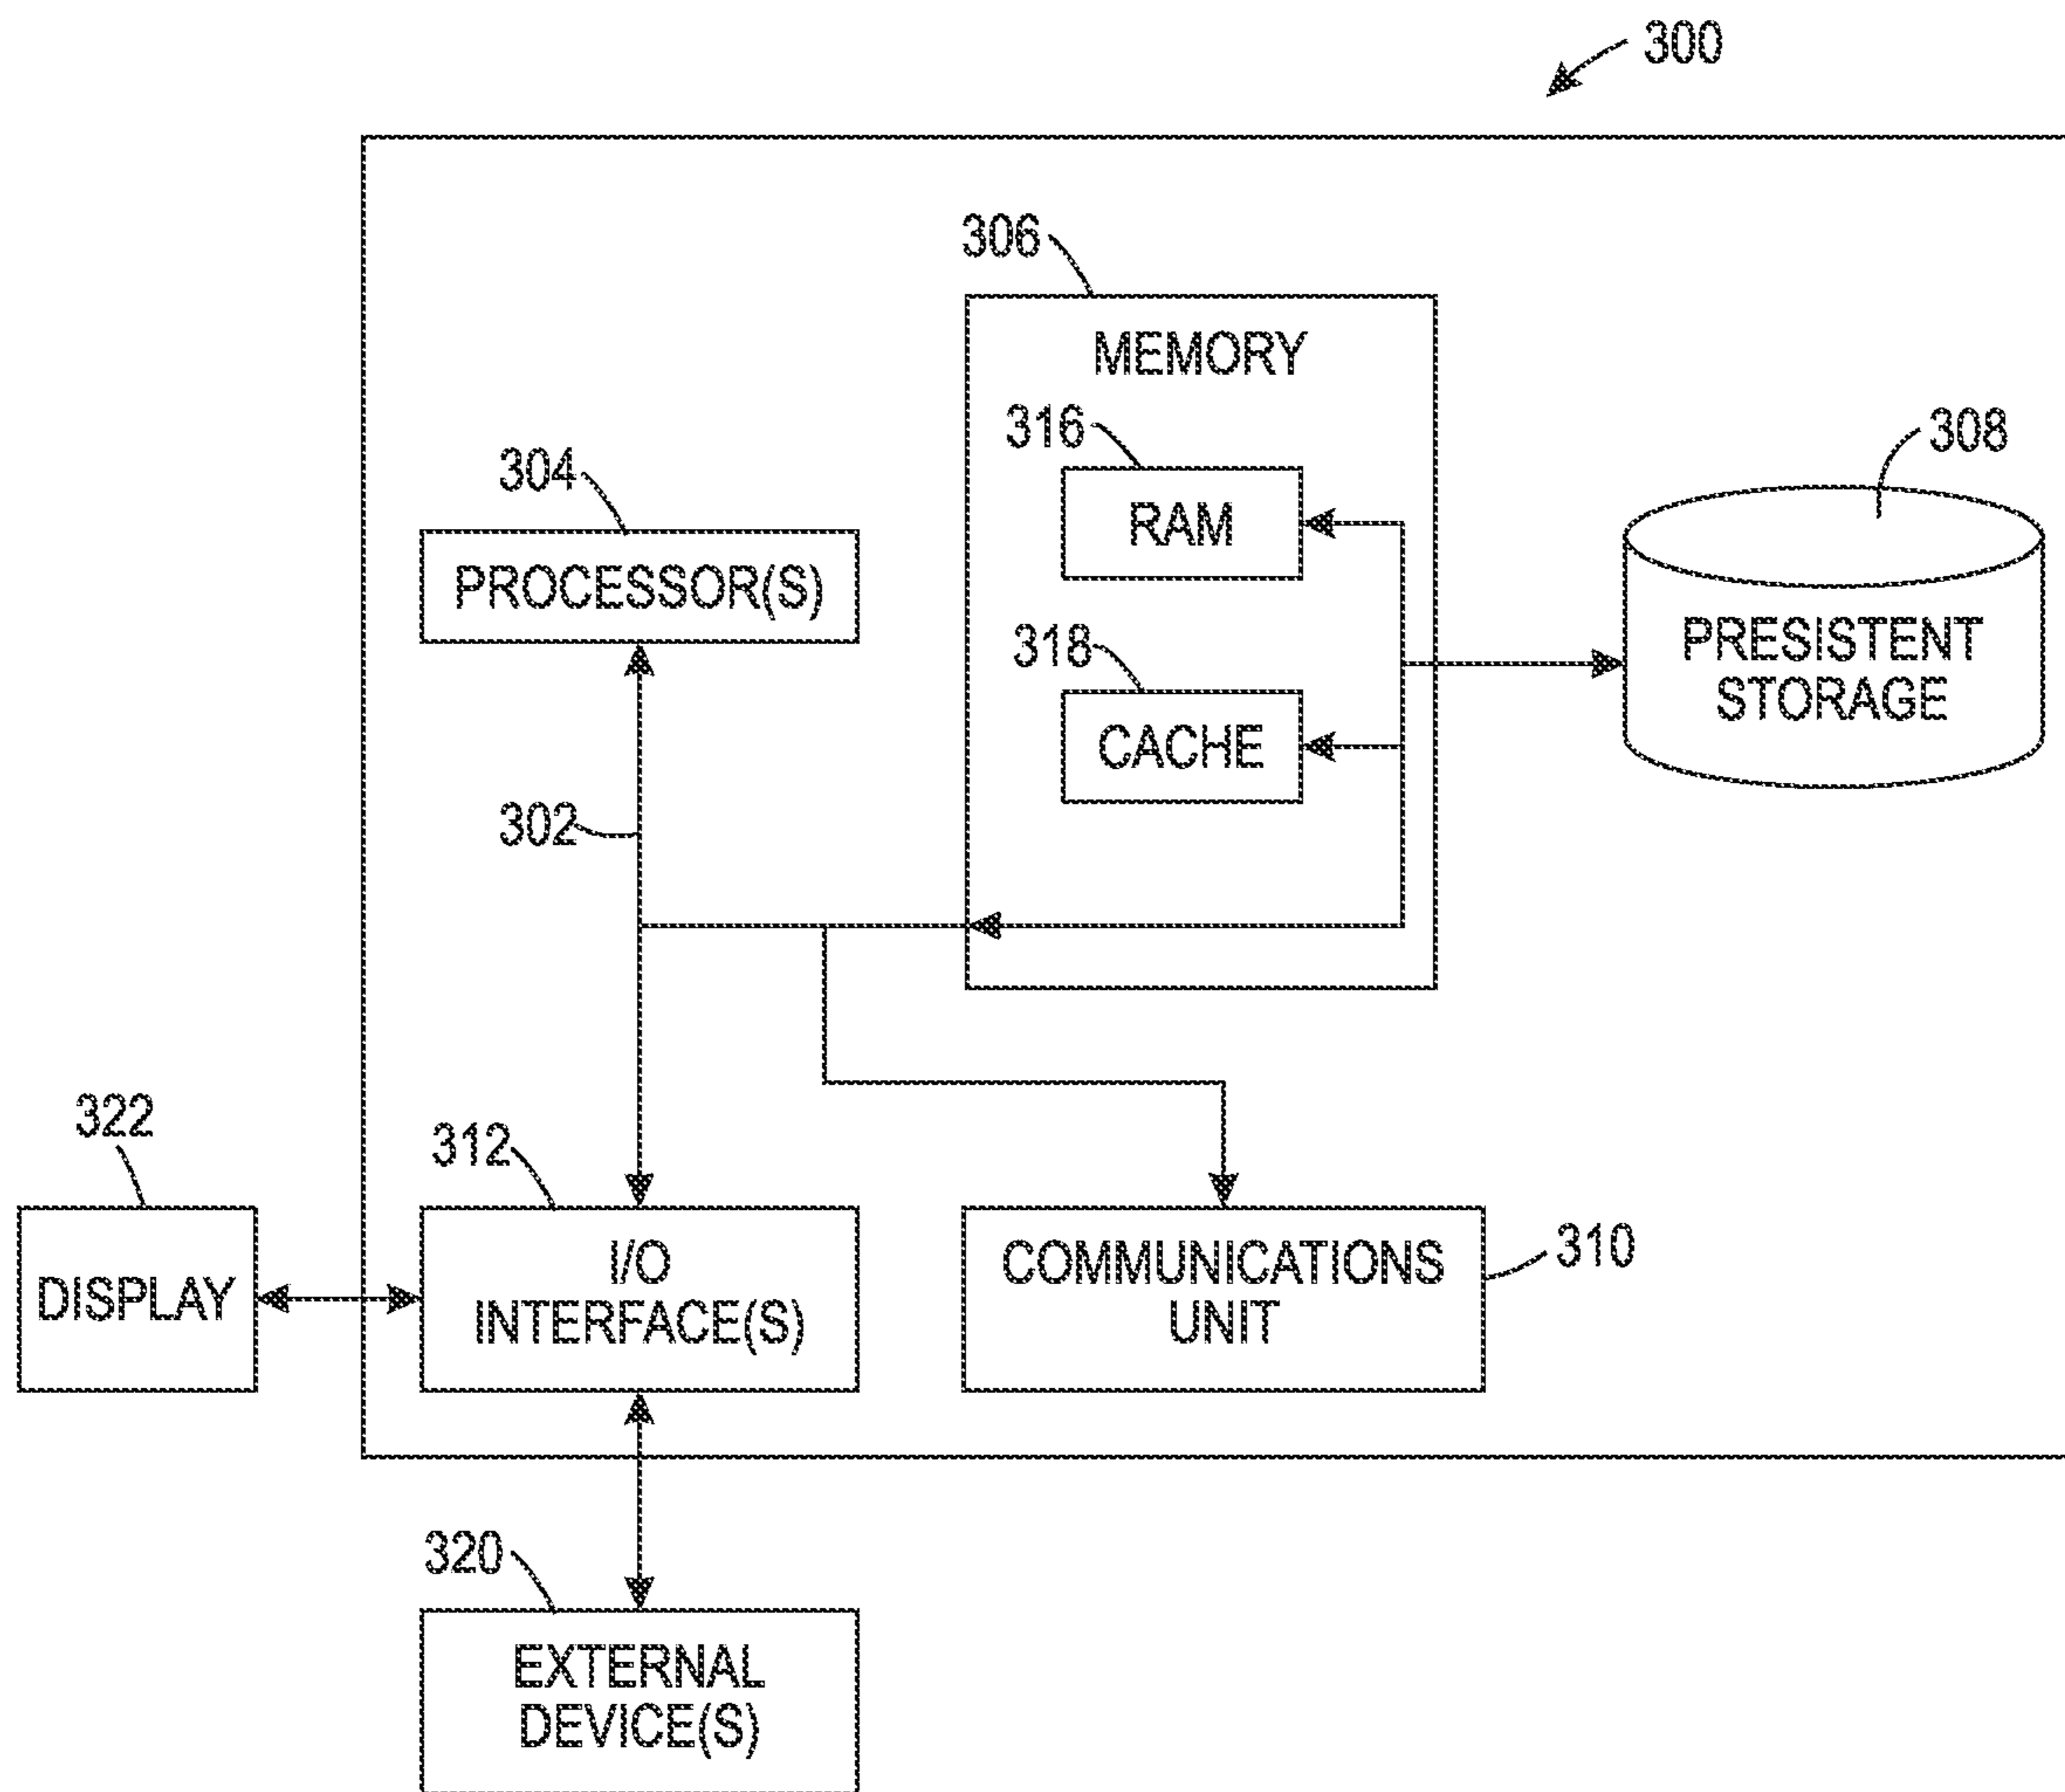 300
306
MEMORY
316
RAM
308
304
PROCESSOR(S)
PRESISTENT
STORAGE
318
CACHE
302
322
312
DISPLAY
I/O
INTERFACE(S)
COMMUNICATIONS
UNIT
310
320
EXTERNAL
DEVICE(S)